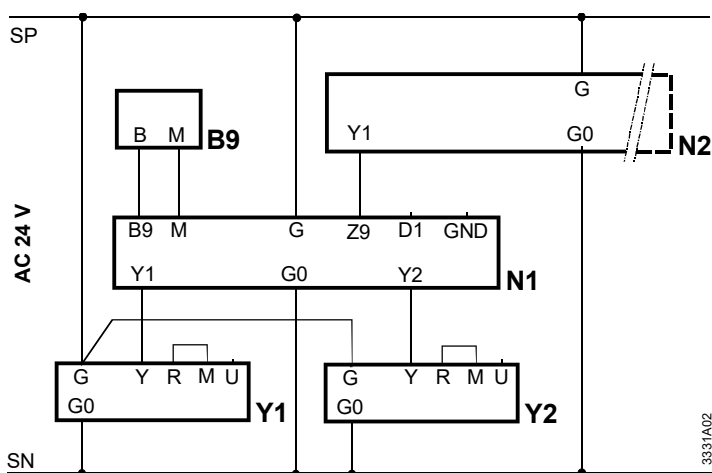 SP
G
B M B9
Y1 G0 N2
AC 24 V
B9 M G Z9 D1 GND
Y1 G0 Y2 N1
G Y R M U
G0 Y1
G Y R M U
G0 Y2
SN
3331A02